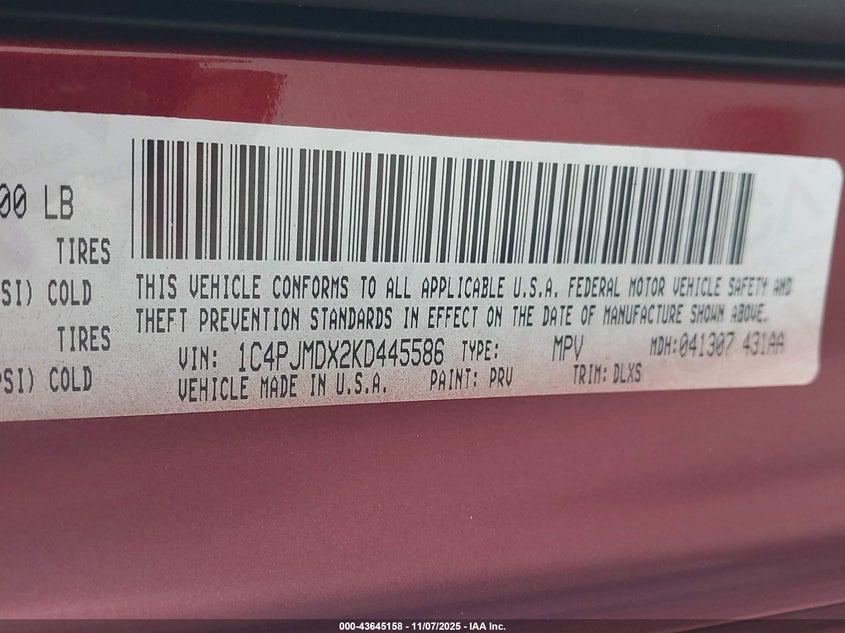 00 LB
TIRES
SI) COLD
TIRES
PSI) COLD
THIS VEHICLE CONFORMS TO ALL APPLICABLE U.S.A. FEDERAL MOTOR VEHICLE SAFETY AND
THEFT PREVENTION STANDARDS IN EFFECT ON THE DATE OF MANUFACTURE SHOWN ABOVE.
VIN: 1C4PJMDX2KD445586 TYPE: MPV MDH:041307 431AA
VEHICLE MADE IN U.S.A. PAINT: PRV TRIM: DLXS
000-43645158 - 11/07/2025 - IAA Inc.